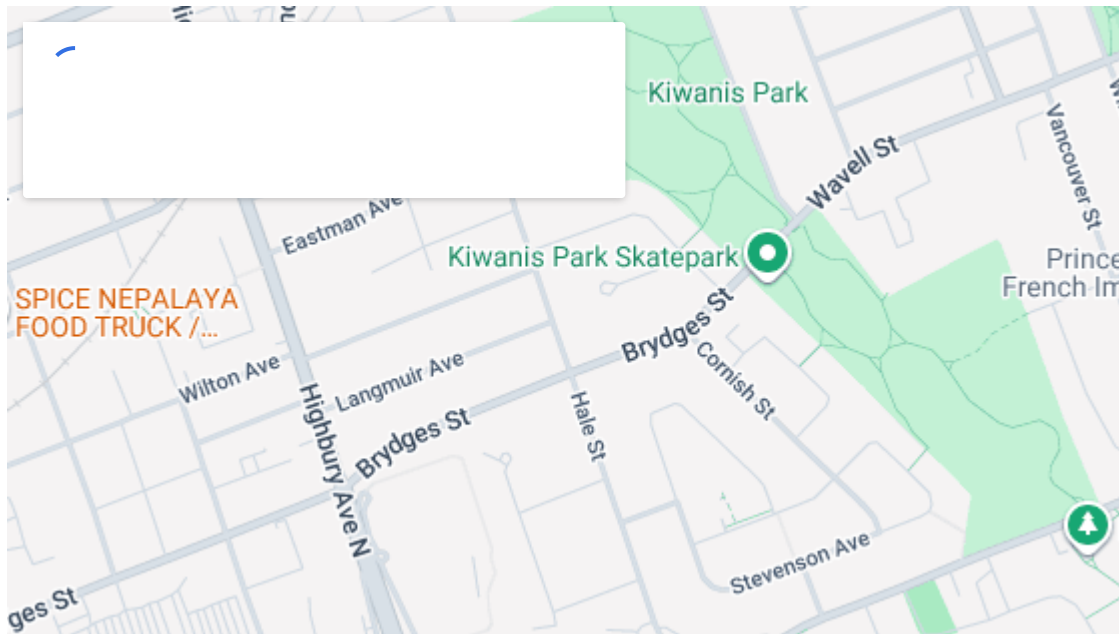 Kiwanis Park
Wavell St
Vancouver St
Eastman Ave
Kiwanis Park Skatepark
Prince
French Im
SPICE NEPALAYA
FOOD TRUCK /...
Brydges St
Wilton Ave
Langmuir Ave
Cornish St
Highbury Ave N
Hale St
Brydges St
Stevenson Ave
ges St